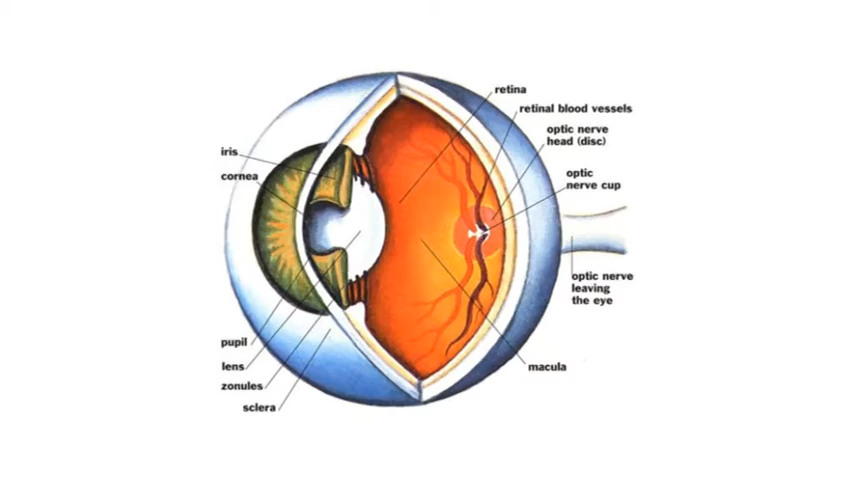 retina
retinal blood vessels
optic nerve
head (disc)
optic
nerve cup
iris
cornea
optic nerve
leaving
the eye
pupil
lens
zonules
sclera
macula